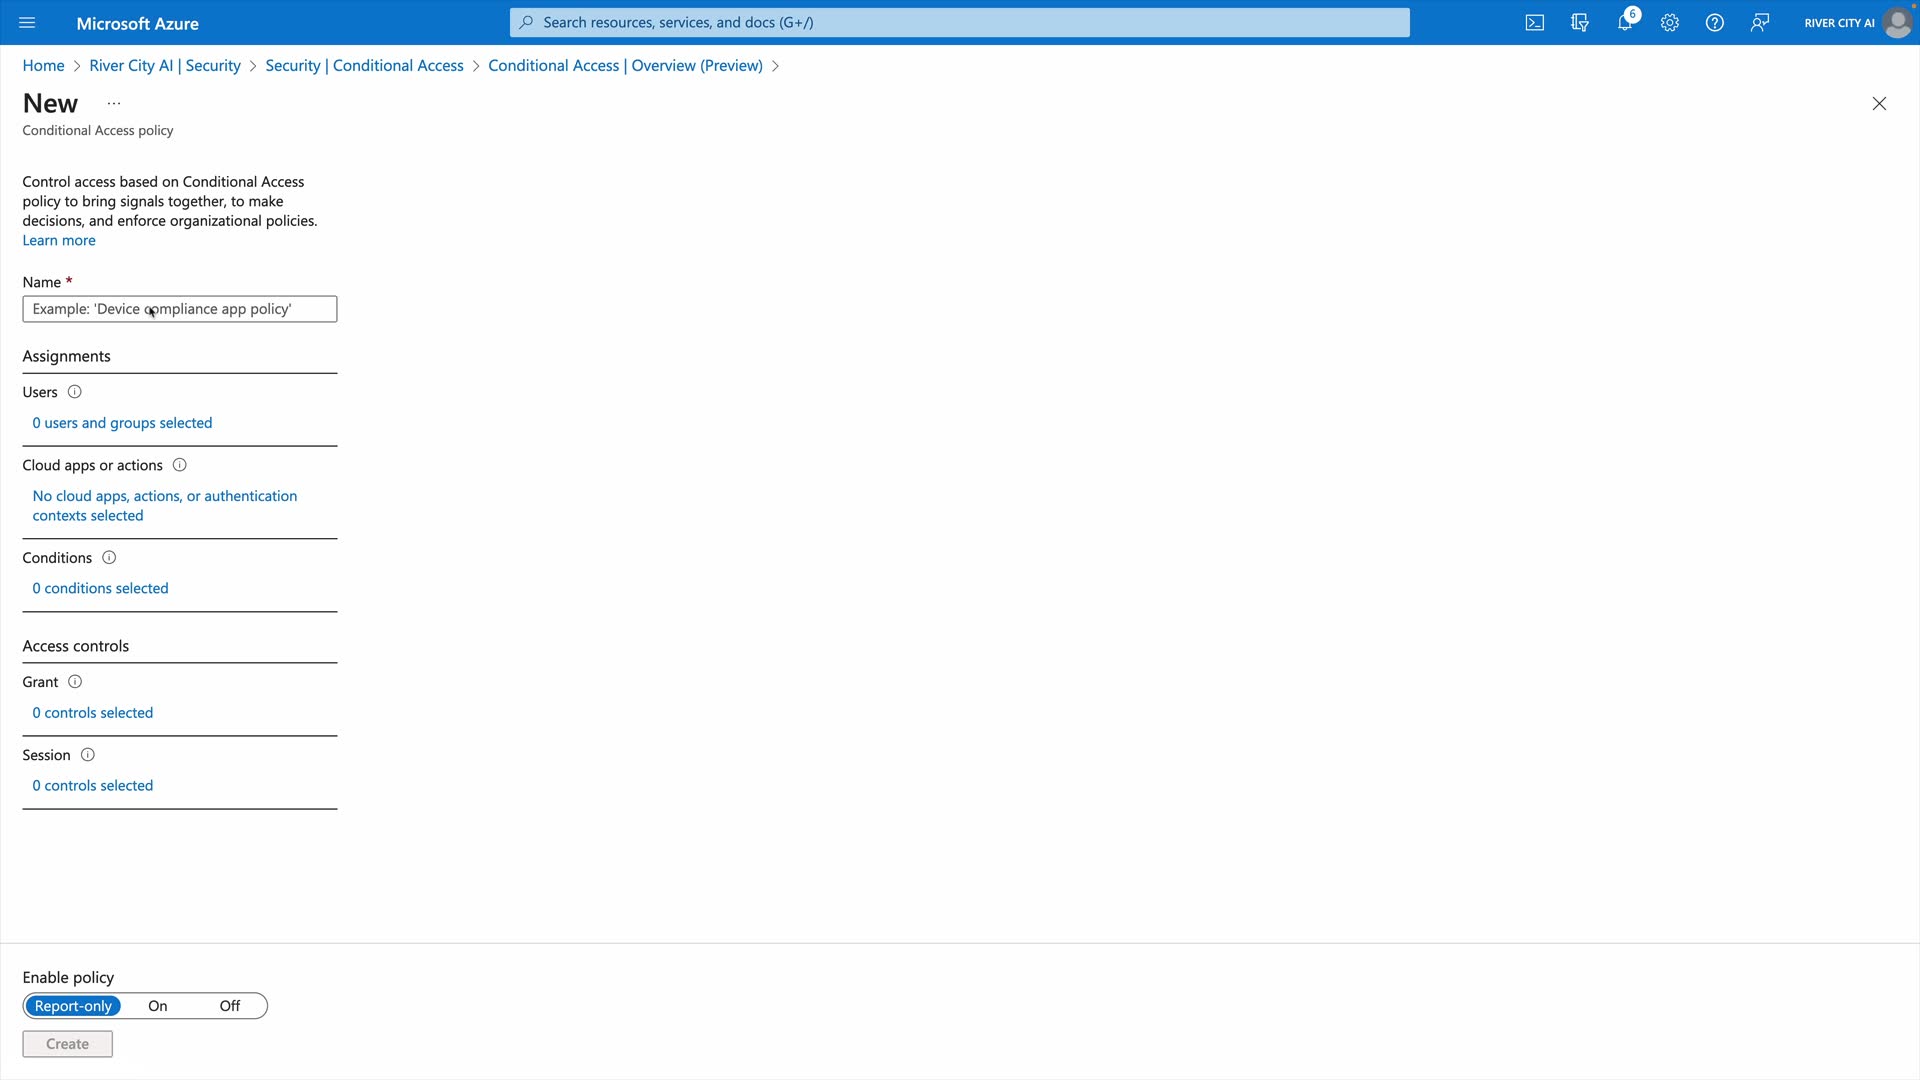 Microsoft Azure
Search resources, services, and docs (G+/)
6
RIVER CITY AI
Home > River City AI | Security > Security | Conditional Access > Conditional Access | Overview (Preview) >
New ...
Conditional Access policy
Control access based on Conditional Access
policy to bring signals together, to make
decisions, and enforce organizational policies.
Learn more
Name *
Example: 'Device compliance app policy'
Assignments
Users
0 users and groups selected
Cloud apps or actions
No cloud apps, actions, or authentication
contexts selected
Conditions
0 conditions selected
Access controls
Grant
0 controls selected
Session
0 controls selected
Enable policy
Report-only On Off
Create